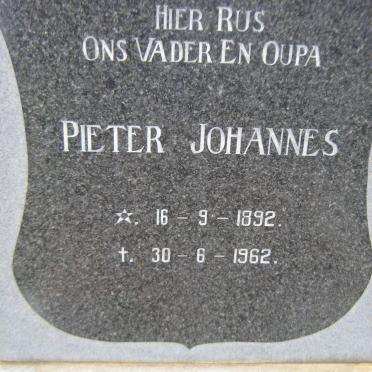 HIER RUS
ONS VADER EN OUPA
PIETER JOHANNES
☆. 16 - 9 - 1892.
†. 30 - 6 - 1962.